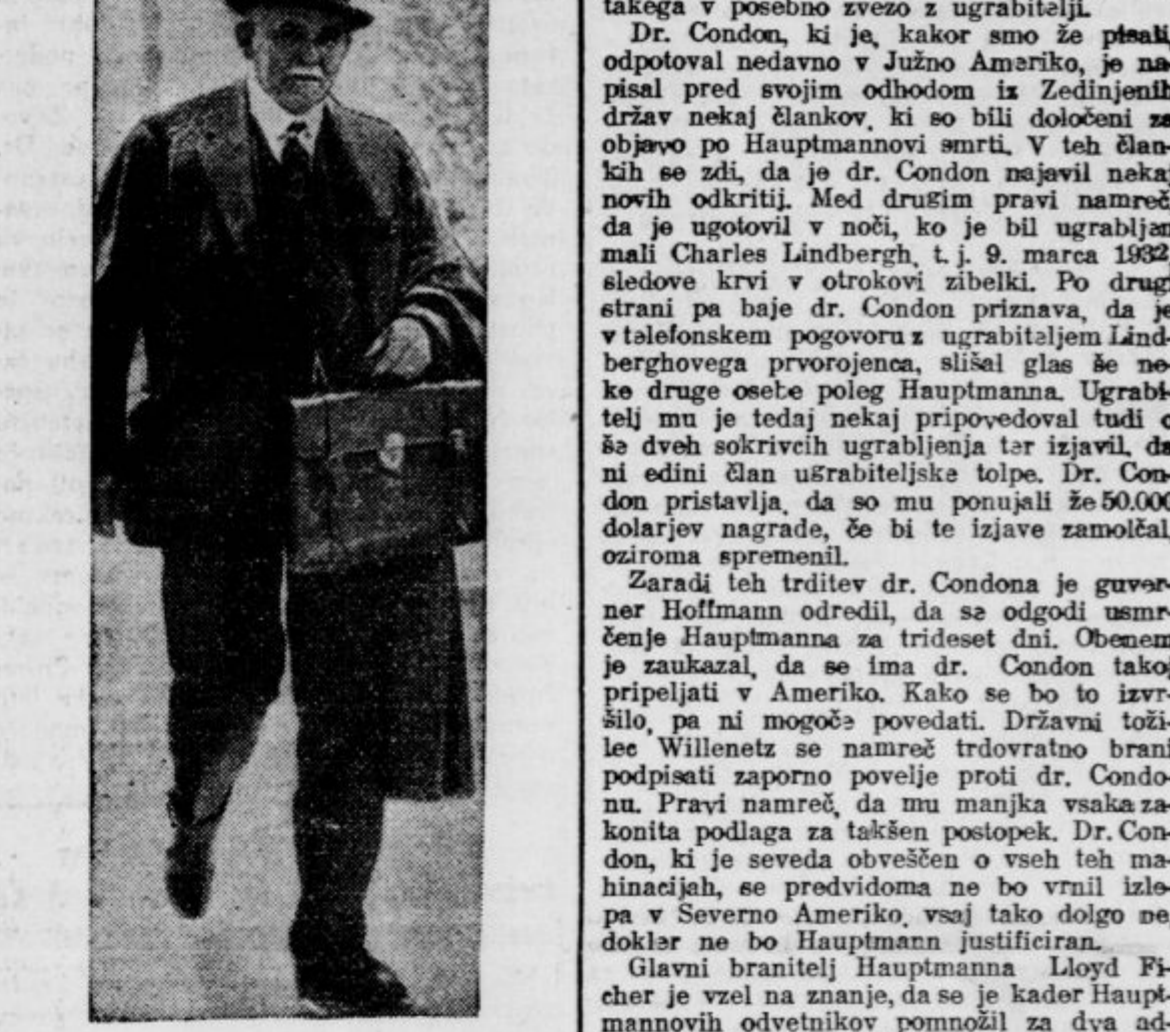 takega v posebno zvezo z ugrabitelji.
Dr. Condon, ki je, kakor smo že pisali
odpotoval nedavno v Južno Ameriko, je na-
pisal pred svojim odhodom iz Zedinjenih
držav nekaj člankov, ki so bili določeni za
objavo po Hauptmannovi smrti. V teh član-
kih se zdi, da je dr. Condon najavil nekaj
novih odkritij. Med drugim pravi namreč
da je ugotovil v noči, ko je bil ugrabljen
mali Charles Lindbergh, t. j. 9. marca 1932,
sledove krvi v otrokovi zibelki. Po drugi
strani pa baje dr. Condon priznava, da je
v telefonskem pogovoru z ugrabiteljem Lind-
berghovega prvorojenca, slišal glas še ne-
ke druge osebe poleg Hauptmanna. Ugrabi-
telj mu je tedaj nekaj pripovedoval tudi o
še dveh sokrivcih ugrabljenja ter izjavil, da
ni edini član ugrabiteljske tolpe. Dr. Con-
don pristavlja, da so mu ponujali že 50.000
dolarjev nagrade, če bi te izjave zamolčal
oziroma spremenil.
Zaradi teh trditev dr. Condona je guver-
ner Hoffmann odredil, da se odgodi usmr-
čenje Hauptmanna za trideset dni. Obenem
je zaukazal, da se ima dr. Condon takoj
pripeljati v Ameriko. Kako se bo to izvr-
šilo, pa ni mogoče povedati. Državni toži-
lec Willenetz se namreč trdovratno brani
podpisati zaporno povelje proti dr. Condo-
nu. Pravi namreč, da mu manjka vsaka za-
konita podlaga za takšen postopek. Dr. Con-
don, ki je seveda obveščen o vseh teh ma-
hinacijah, se predvidoma ne bo vrnil izle-
pa v Severno Ameriko, vsaj tako dolgo ne
dokler ne bo Hauptmann justificiran.
Glavni branitelj Hauptmanna Lloyd Fi-
cher je vzel na znanje, da se je kader Haupt-
mannovih odvetnikov pomnožil za dva ad-